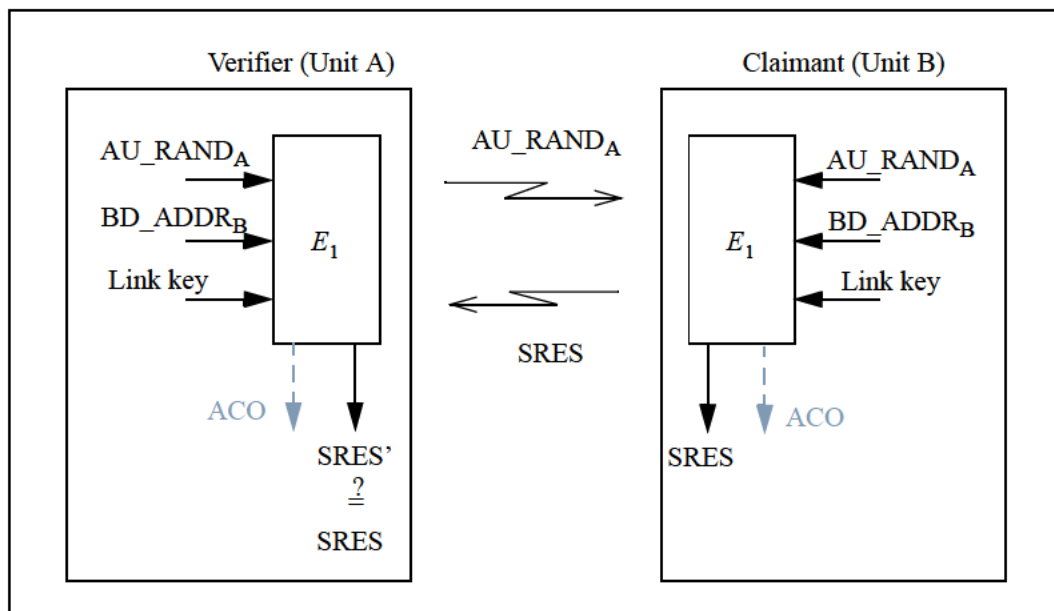 Verifier (Unit A)
Claimant (Unit B)
AU_RANDA
BD_ADDRB
Link key
E1
ACO
SRES’
?
=
SRES
AU_RANDA
SRES
E1
AU_RANDA
BD_ADDRB
Link key
SRES
ACO